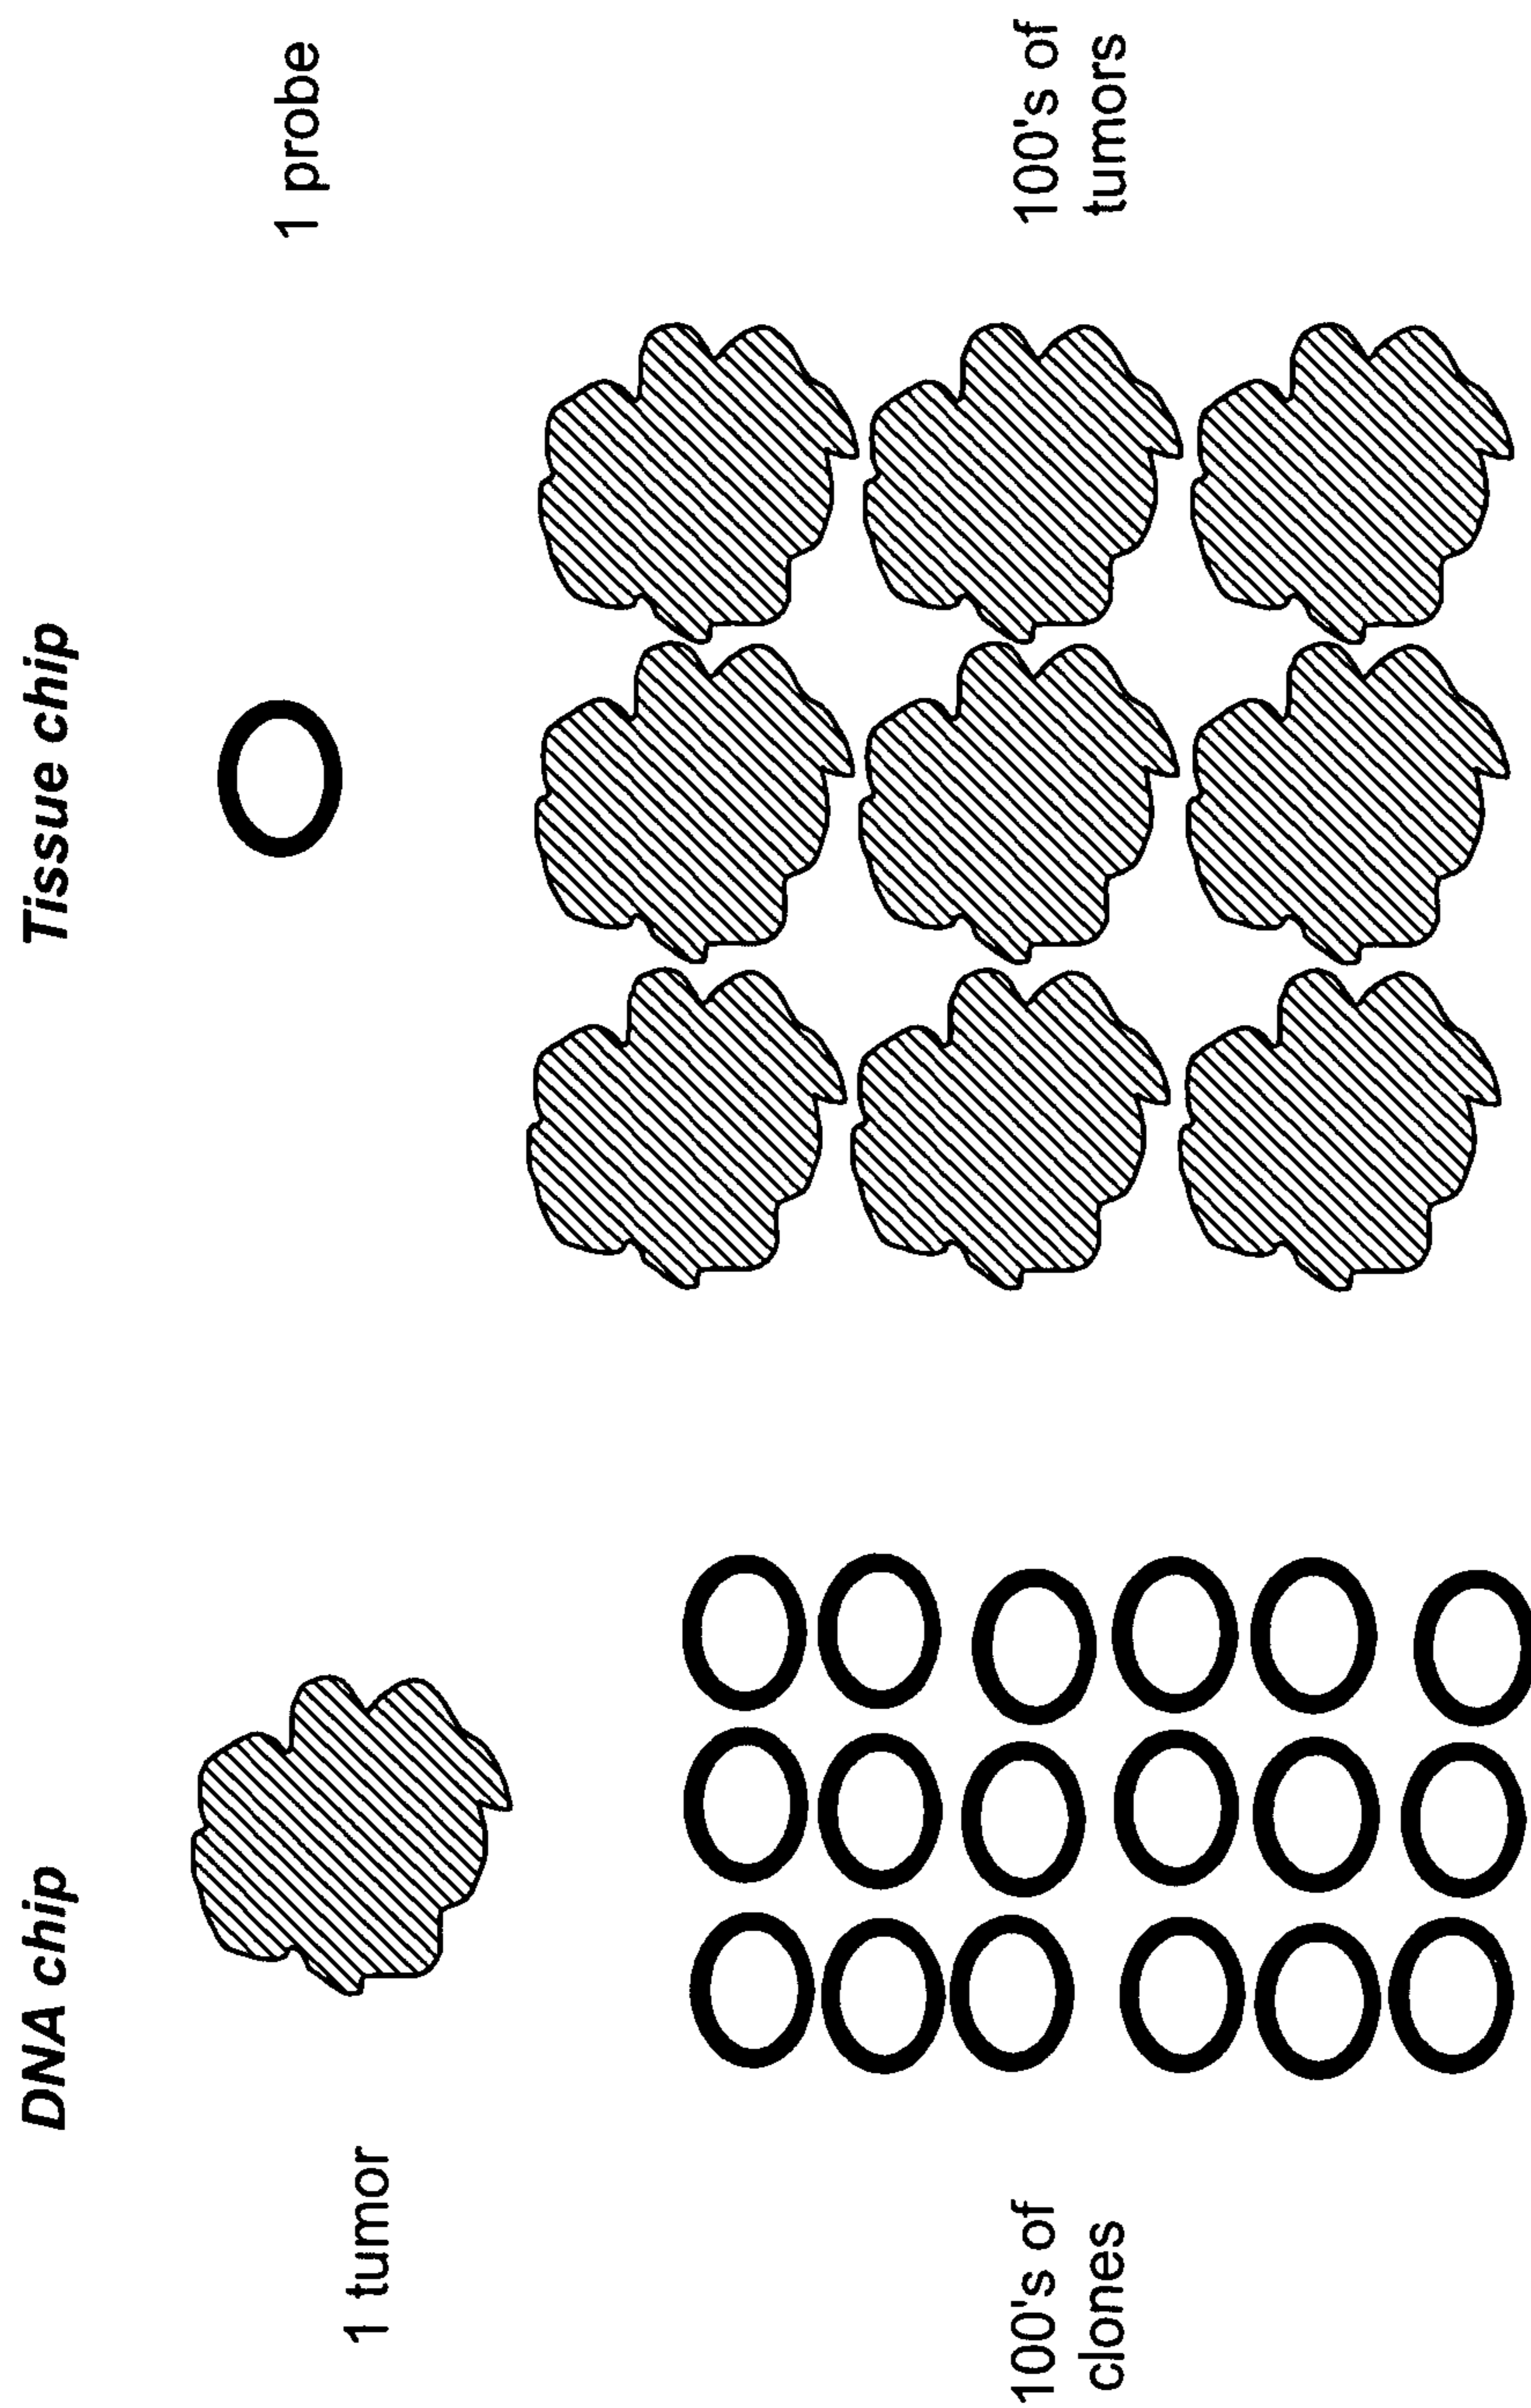 DNA chip
Tissue chip
1 tumor
1 probe
100's of
clones
100's of
tumors